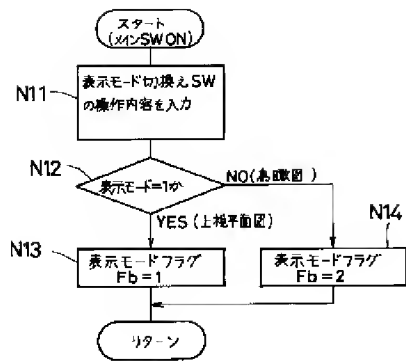 スタート
(メインSW ON)
N11
表示モード切換えSW
の操作内容を入力
N12
表示モード=1か
NO(鳥瞰図)
YES(上視平面図)
N14
N13
表示モードフラグ
Fb=1
表示モードフラグ
Fb=2
リターン